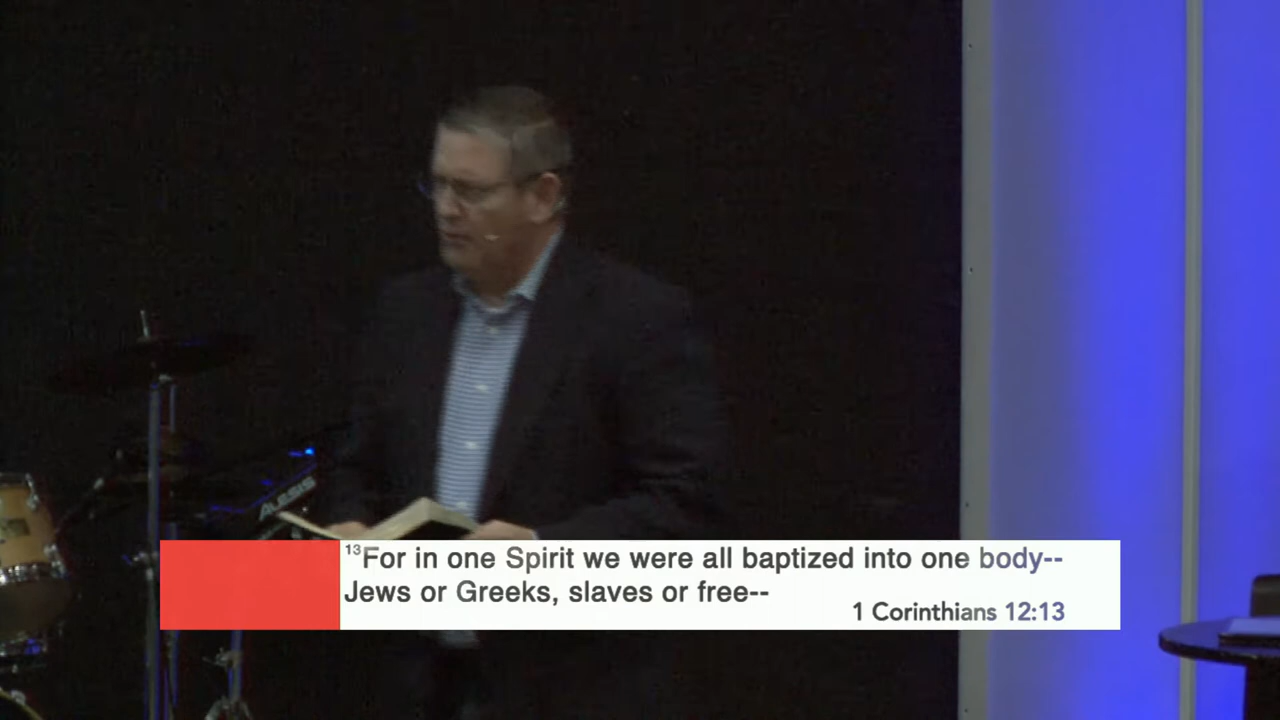 ALESIS
¹³For in one Spirit we were all baptized into one body--
Jews or Greeks, slaves or free--
1 Corinthians 12:13